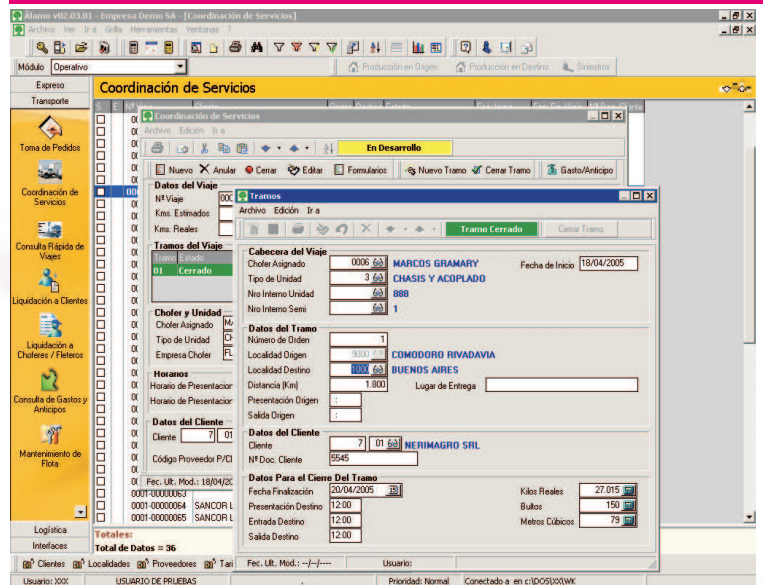 Álamo v02.03.01 - Empresa Demo SA - [Coordinación de Servicios]
Archivo Ver Ir a Grilla Herramientas Ventanas ?
Módulo Operativo
Producción en Origen Producción en Destino Siniestros
Expreso
Transporte
Toma de Pedidos
Coordinación de Servicios
Consulta Rápida de Viajes
Liquidación a Clientes
Liquidación a Choferes / Fleteros
Consulta de Gastos y Anticipos
Mantenimiento de Flota
Logística
Interfaces
Coordinación de Servicios
Coordinación de Servicios
Archivo Edición Ir a
En Desarrollo
Nuevo Anular Cerrar Editar Formularios Nuevo Tramo Cerrar Tramo Gasto/Anticipo
Datos del Viaje
Nº Viaje
Kms. Estimados
Kms. Reales
Tramos del Viaje
Tramo Estado
01 Cerrado
Chofer y Unidad
Chofer Asignado
Tipo de Unidad
Empresa Chofer
Horarios
Horario de Presentacion
Horario de Presentacion
Datos del Cliente
Cliente 7 01
Código Proveedor P/Cl
Fec. Ult. Mod.: 18/04/20
0001-00000063
0001-00000064 SANCOR L
0001-00000065 SANCOR L
Totales:
Total de Datos = 36
Tramos
Archivo Edición Ir a
Tramo Cerrado Cerrar Tramo
Cabecera del Viaje
Chofer Asignado 0006 MARCOS GRAMARY Fecha de Inicio 18/04/2005
Tipo de Unidad 3 CHASIS Y ACOPLADO
Nro Interno Unidad 888
Nro Interno Semi 1
Datos del Tramo
Número de Orden 1
Localidad Origen 9000 COMODORO RIVADAVIA
Localidad Destino 1000 BUENOS AIRES
Distancia (Km) 1.800 Lugar de Entrega
Presentación Origen :
Salida Origen :
Datos del Cliente
Cliente 7 01 NERIMAGRO SRL
Nº Doc. Cliente 5545
Datos Para el Cierre Del Tramo
Fecha Finalización 20/04/2005 Kilos Reales 27.015
Presentación Destino 12:00 Bultos 150
Entrada Destino 12:00 Metros Cúbicos 79
Salida Destino 12:00
Fec. Ult. Mod.: --/--/---- Usuario:
Clientes Localidades Proveedores Tari
Usuario: XXX USUARIO DE PRUEBAS . Prioridad: Normal Conectado a en c:\DOS\XX\WK